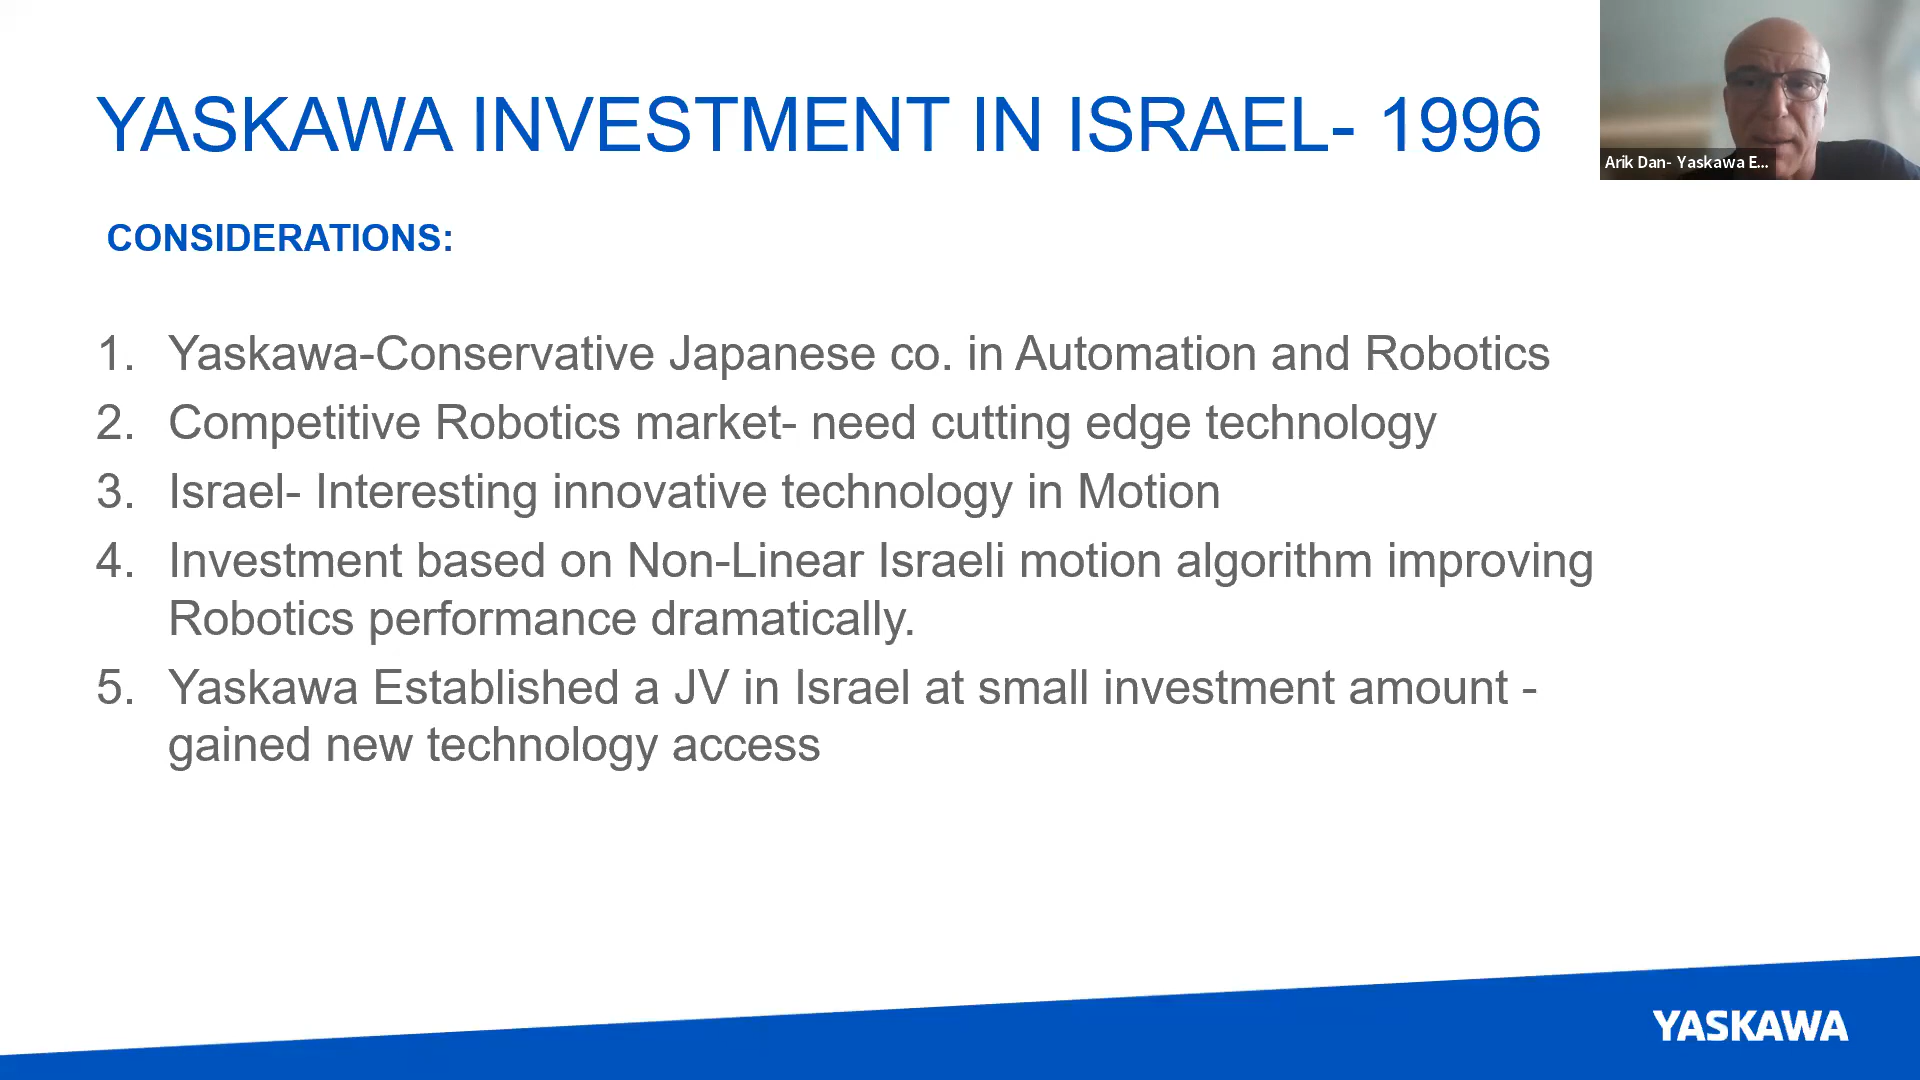 YASKAWA INVESTMENT IN ISRAEL- 1996
Arik Dan- Yaskawa E...
CONSIDERATIONS:
1. Yaskawa-Conservative Japanese co. in Automation and Robotics
2. Competitive Robotics market- need cutting edge technology
3. Israel- Interesting innovative technology in Motion
4. Investment based on Non-Linear Israeli motion algorithm improving
Robotics performance dramatically.
5. Yaskawa Established a JV in Israel at small investment amount -
gained new technology access
YASKAWA